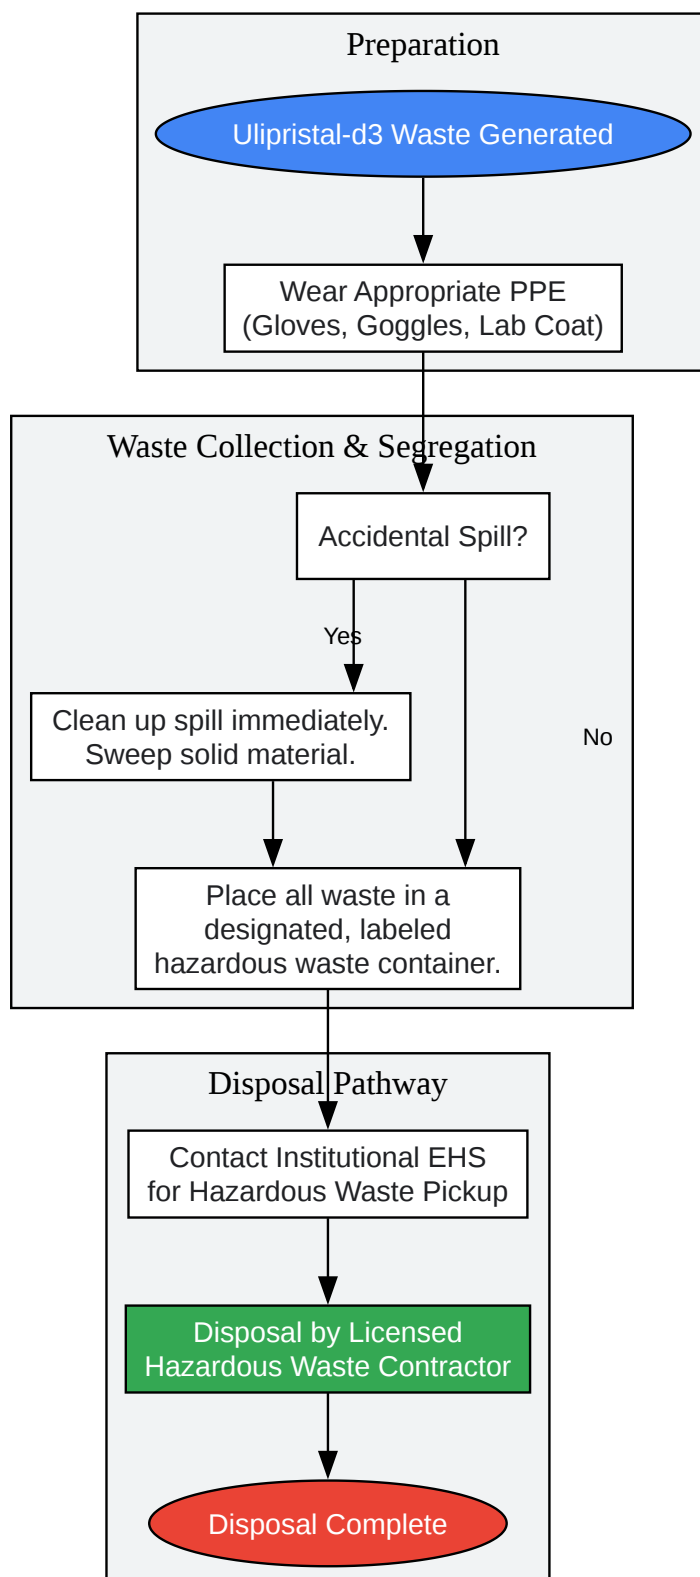 Preparation
Ulipristal-d3 Waste Generated
Wear Appropriate PPE
(Gloves, Goggles, Lab Coat)
Waste Collection & Segregation
Accidental Spill?
Yes
Clean up spill immediately.
Sweep solid material.
No
Place all waste in a
designated, labeled
hazardous waste container.
Disposal Pathway
Contact Institutional EHS
for Hazardous Waste Pickup
Disposal by Licensed
Hazardous Waste Contractor
Disposal Complete